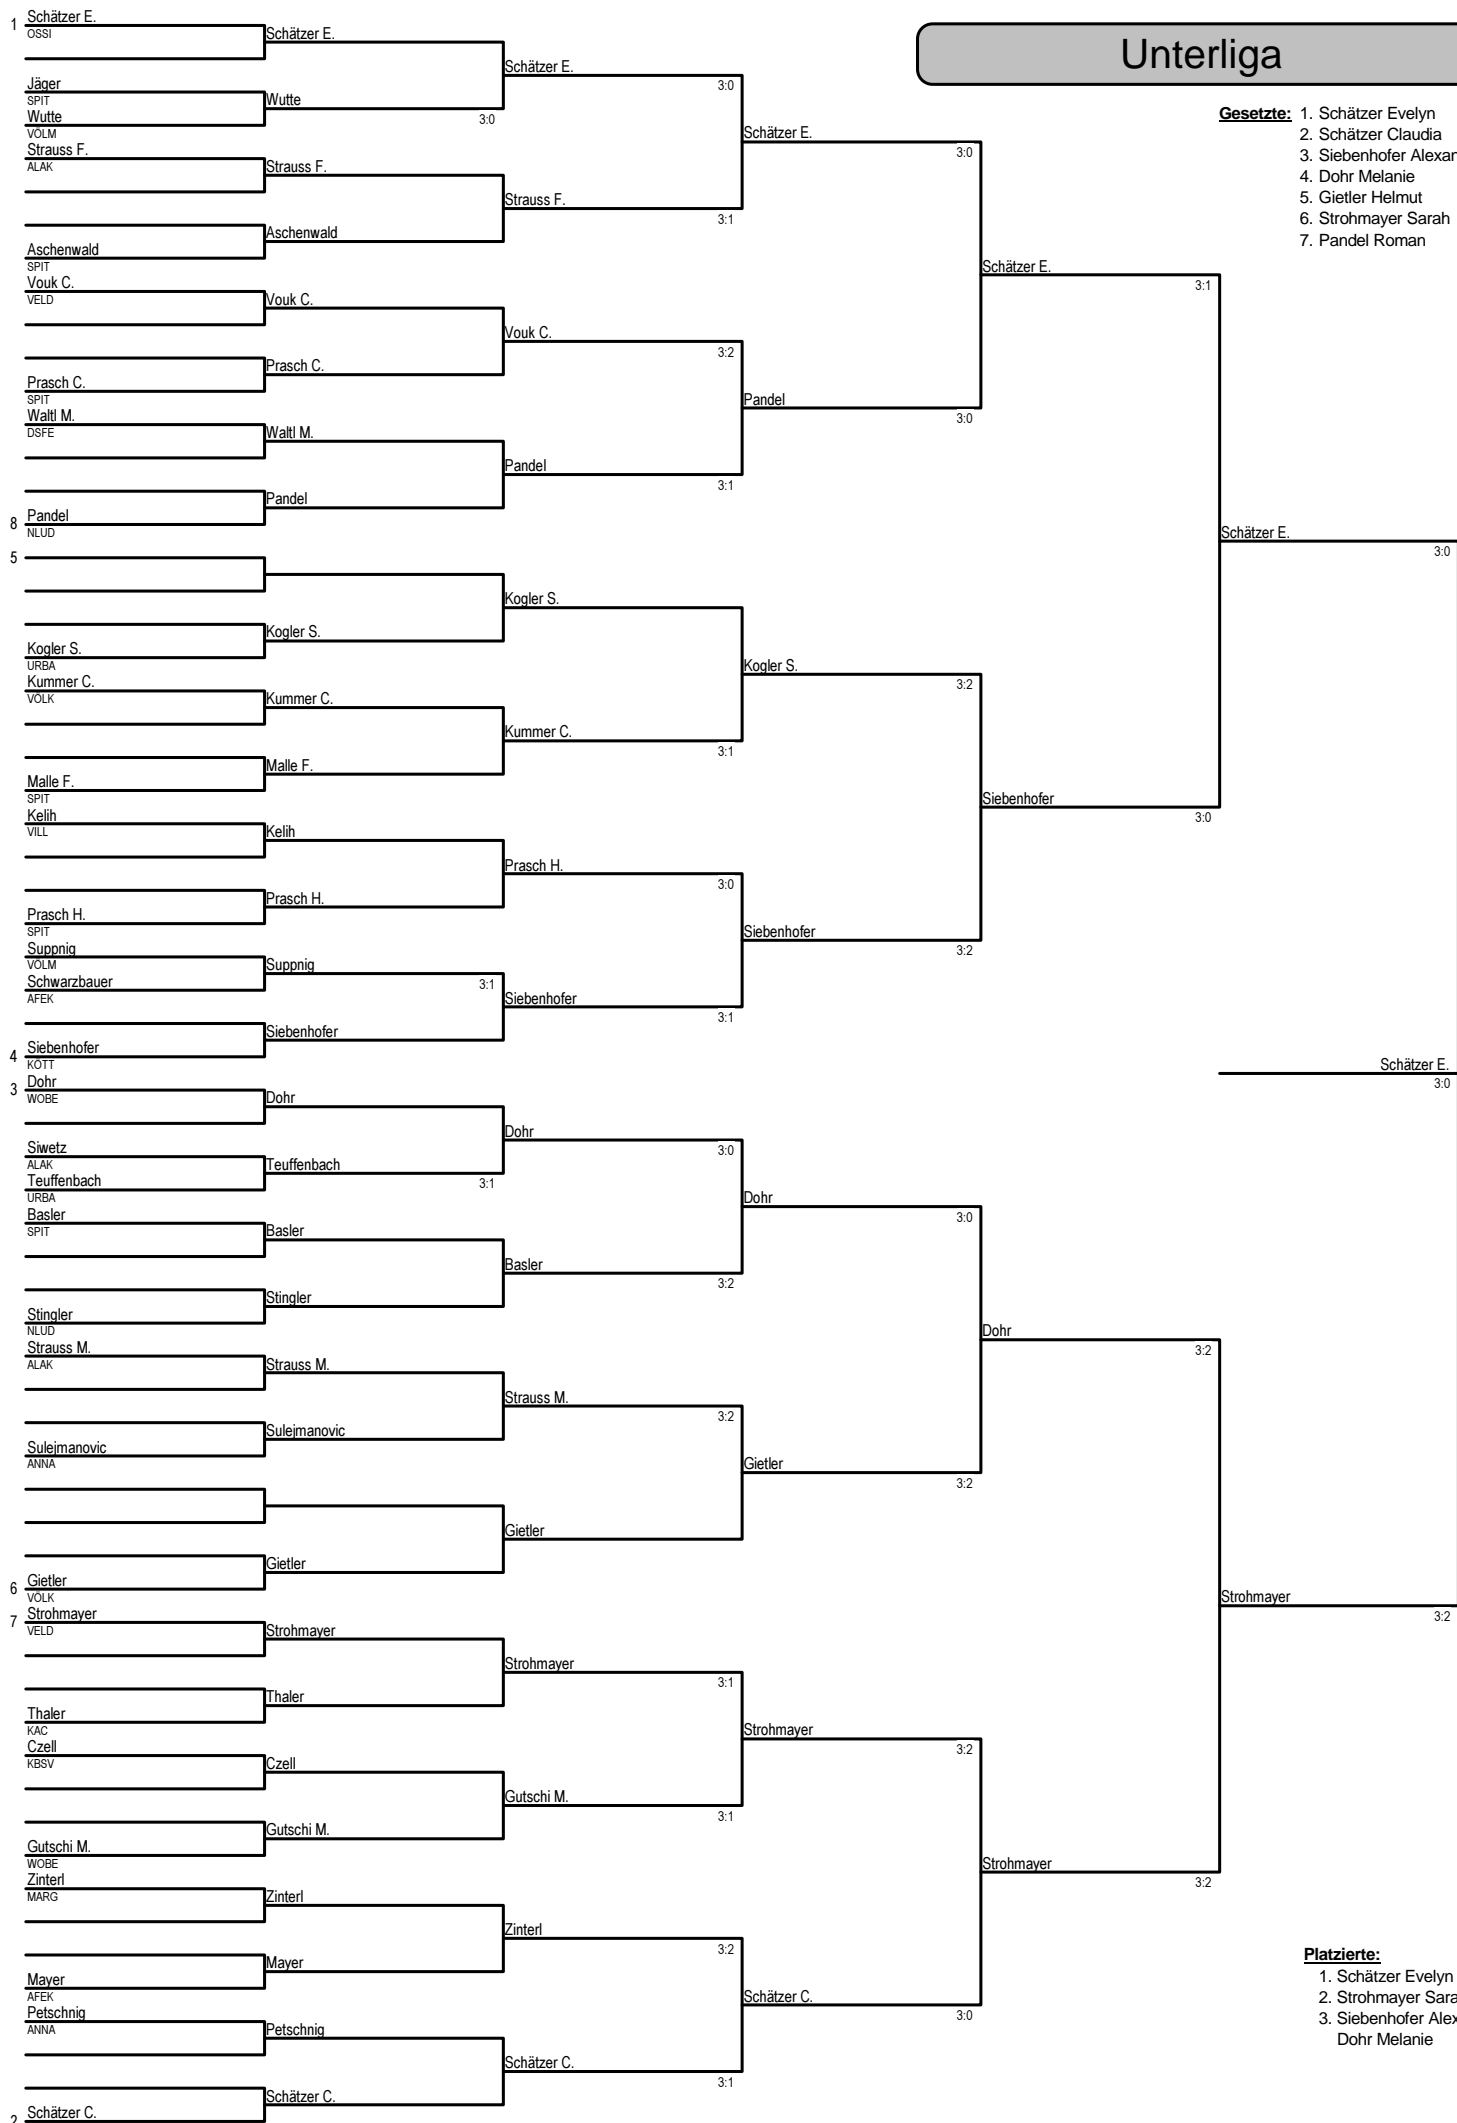 Unterliga
Gesetzte: 1. Schätzer Evelyn
2. Schätzer Claudia
3. Siebenhofer Alexan
4. Dohr Melanie
5. Gietler Helmut
6. Strohmayer Sarah
7. Pandel Roman
1 Schätzer E.
OSSI
Jäger
SPIT
Wutte
VÖLM
Strauss F.
ALAK
Aschenwald
SPIT
Vouk C.
VELD
Prasch C.
SPIT
Waltl M.
DSFE
8 Pandel
NLUD
5
Kogler S.
URBA
Kummer C.
VÖLK
Malle F.
SPIT
Kelih
VILL
Prasch H.
SPIT
Suppnig
VÖLM
Schwarzbauer
AFEK
4 Siebenhofer
KÖTT
3 Dohr
WOBE
Siwetz
ALAK
Teuffenbach
URBA
Basler
SPIT
Stingler
NLUD
Strauss M.
ALAK
Sulejmanovic
ANNA
6 Gietler
VÖLK
7 Strohmayer
VELD
Thaler
KAC
Czell
KBSV
Gutschi M.
WOBE
Zinterl
MARG
Mayer
AFEK
Petschnig
ANNA
2 Schätzer C.
Schätzer E.
Wutte
3:0
Strauss F.
Aschenwald
Vouk C.
Prasch C.
Waltl M.
Pandel
Kogler S.
Kummer C.
Malle F.
Kelih
Prasch H.
Suppnig
3:1
Siebenhofer
Dohr
Teuffenbach
3:1
Basler
Stingler
Strauss M.
Sulejmanovic
Gietler
Strohmayer
Thaler
Czell
Gutschi M.
Zinterl
Mayer
Petschnig
Schätzer C.
Schätzer E.
3:0
Strauss F.
3:1
Vouk C.
3:2
Pandel
3:1
Kogler S.
Kummer C.
3:1
Prasch H.
3:0
Siebenhofer
3:1
Dohr
3:0
Basler
3:2
Strauss M.
3:2
Gietler
Strohmayer
3:1
Gutschi M.
3:1
Zinterl
3:2
Schätzer C.
3:1
Schätzer E.
3:0
Pandel
3:0
Kogler S.
3:2
Siebenhofer
3:2
Dohr
3:0
Gietler
3:2
Strohmayer
3:2
Schätzer C.
3:0
Schätzer E.
3:1
Siebenhofer
3:0
Dohr
3:2
Strohmayer
3:2
Schätzer E.
3:0
Strohmayer
3:2
Schätzer E.
3:0
Platzierte:
1. Schätzer Evelyn
2. Strohmayer Sara
3. Siebenhofer Alex
Dohr Melanie